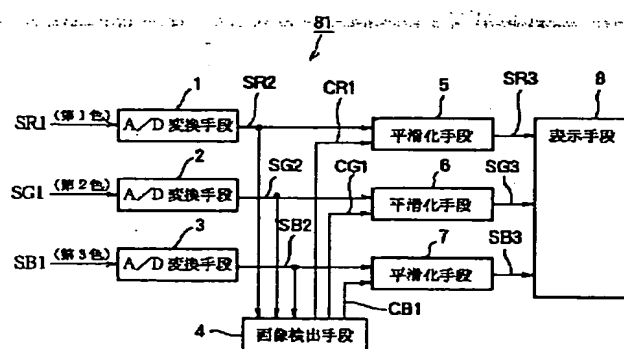 81
1
SR2
CR1
5
SR3
8
SR1
(第1色)
A/D 変換手段
平滑化手段
表示手段
2
SG2
CG1
6
SG3
SG1
(第2色)
A/D 変換手段
平滑化手段
3
SB2
7
SB3
SB1
(第3色)
A/D 変換手段
平滑化手段
CB1
4
画像検出手段